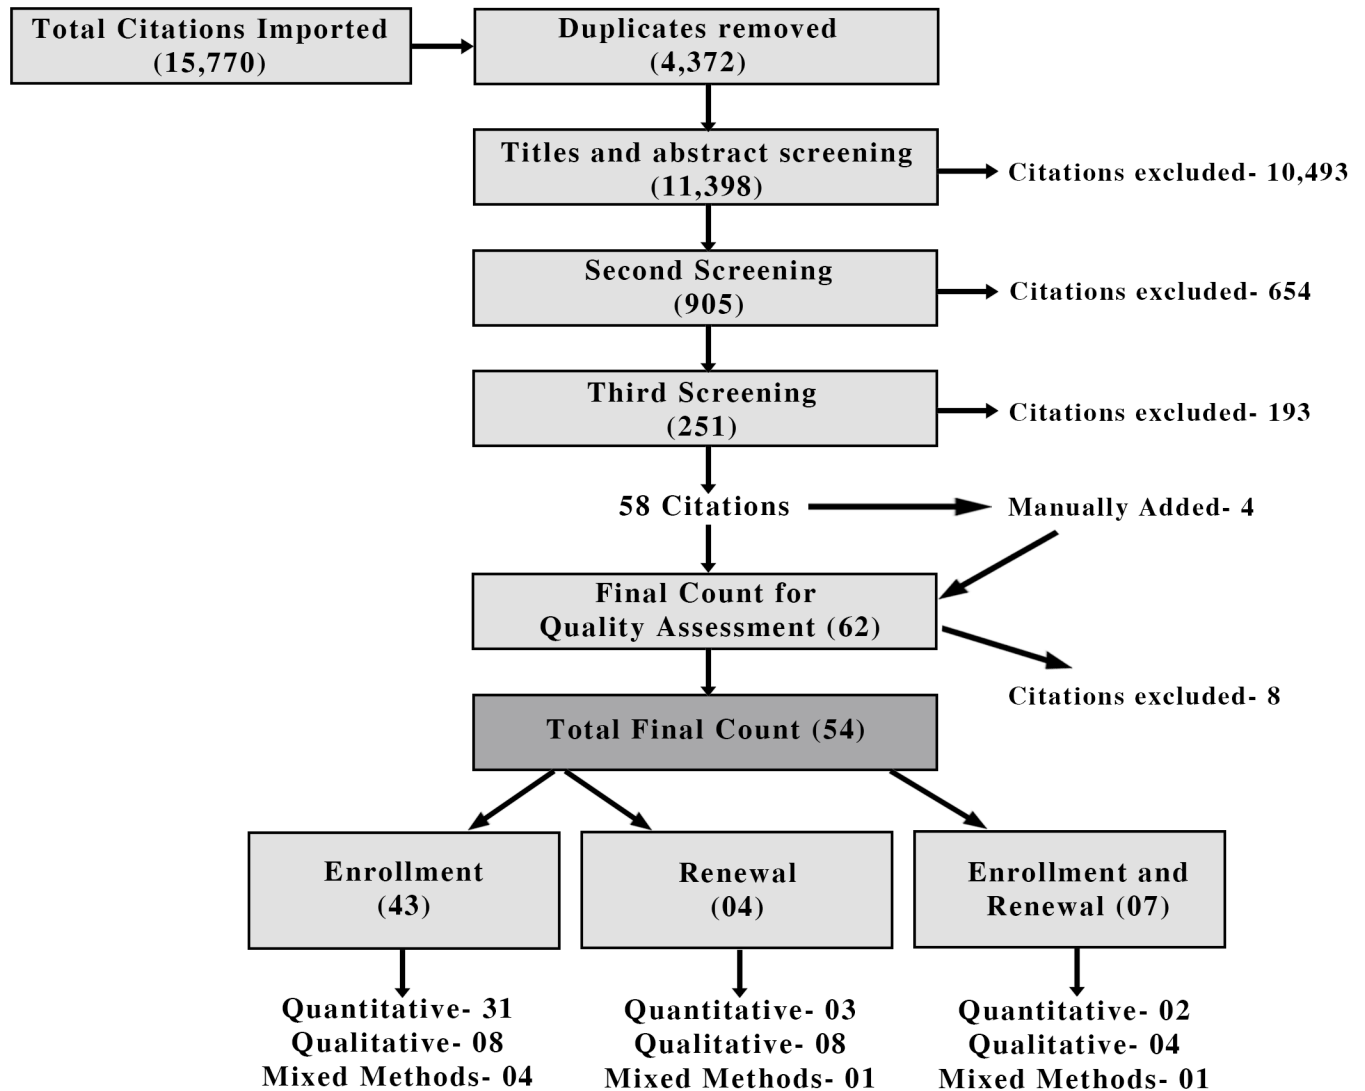 Total Citations Imported
(15,770)
Duplicates removed
(4,372)
Titles and abstract screening
(11,398)
Citations excluded- 10,493
Second Screening
(905)
Citations excluded- 654
Third Screening
(251)
Citations excluded- 193
58 Citations
Manually Added- 4
Final Count for
Quality Assessment (62)
Citations excluded- 8
Total Final Count (54)
Enrollment
(43)
Renewal
(04)
Enrollment and
Renewal (07)
Quantitative- 31
Qualitative- 08
Mixed Methods- 04
Quantitative- 03
Qualitative- 08
Mixed Methods- 01
Quantitative- 02
Qualitative- 04
Mixed Methods- 01